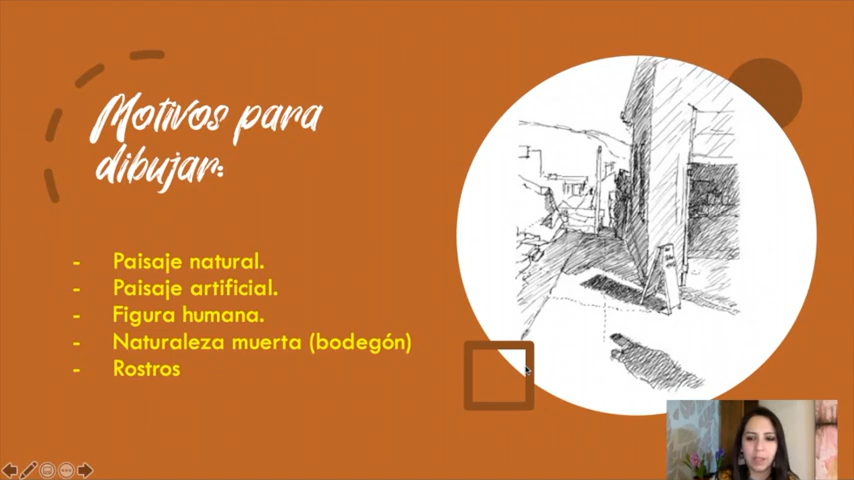 Motivos para
dibujar:
- Paisaje natural.
- Paisaje artificial.
- Figura humana.
- Naturaleza muerta (bodegón)
- Rostros